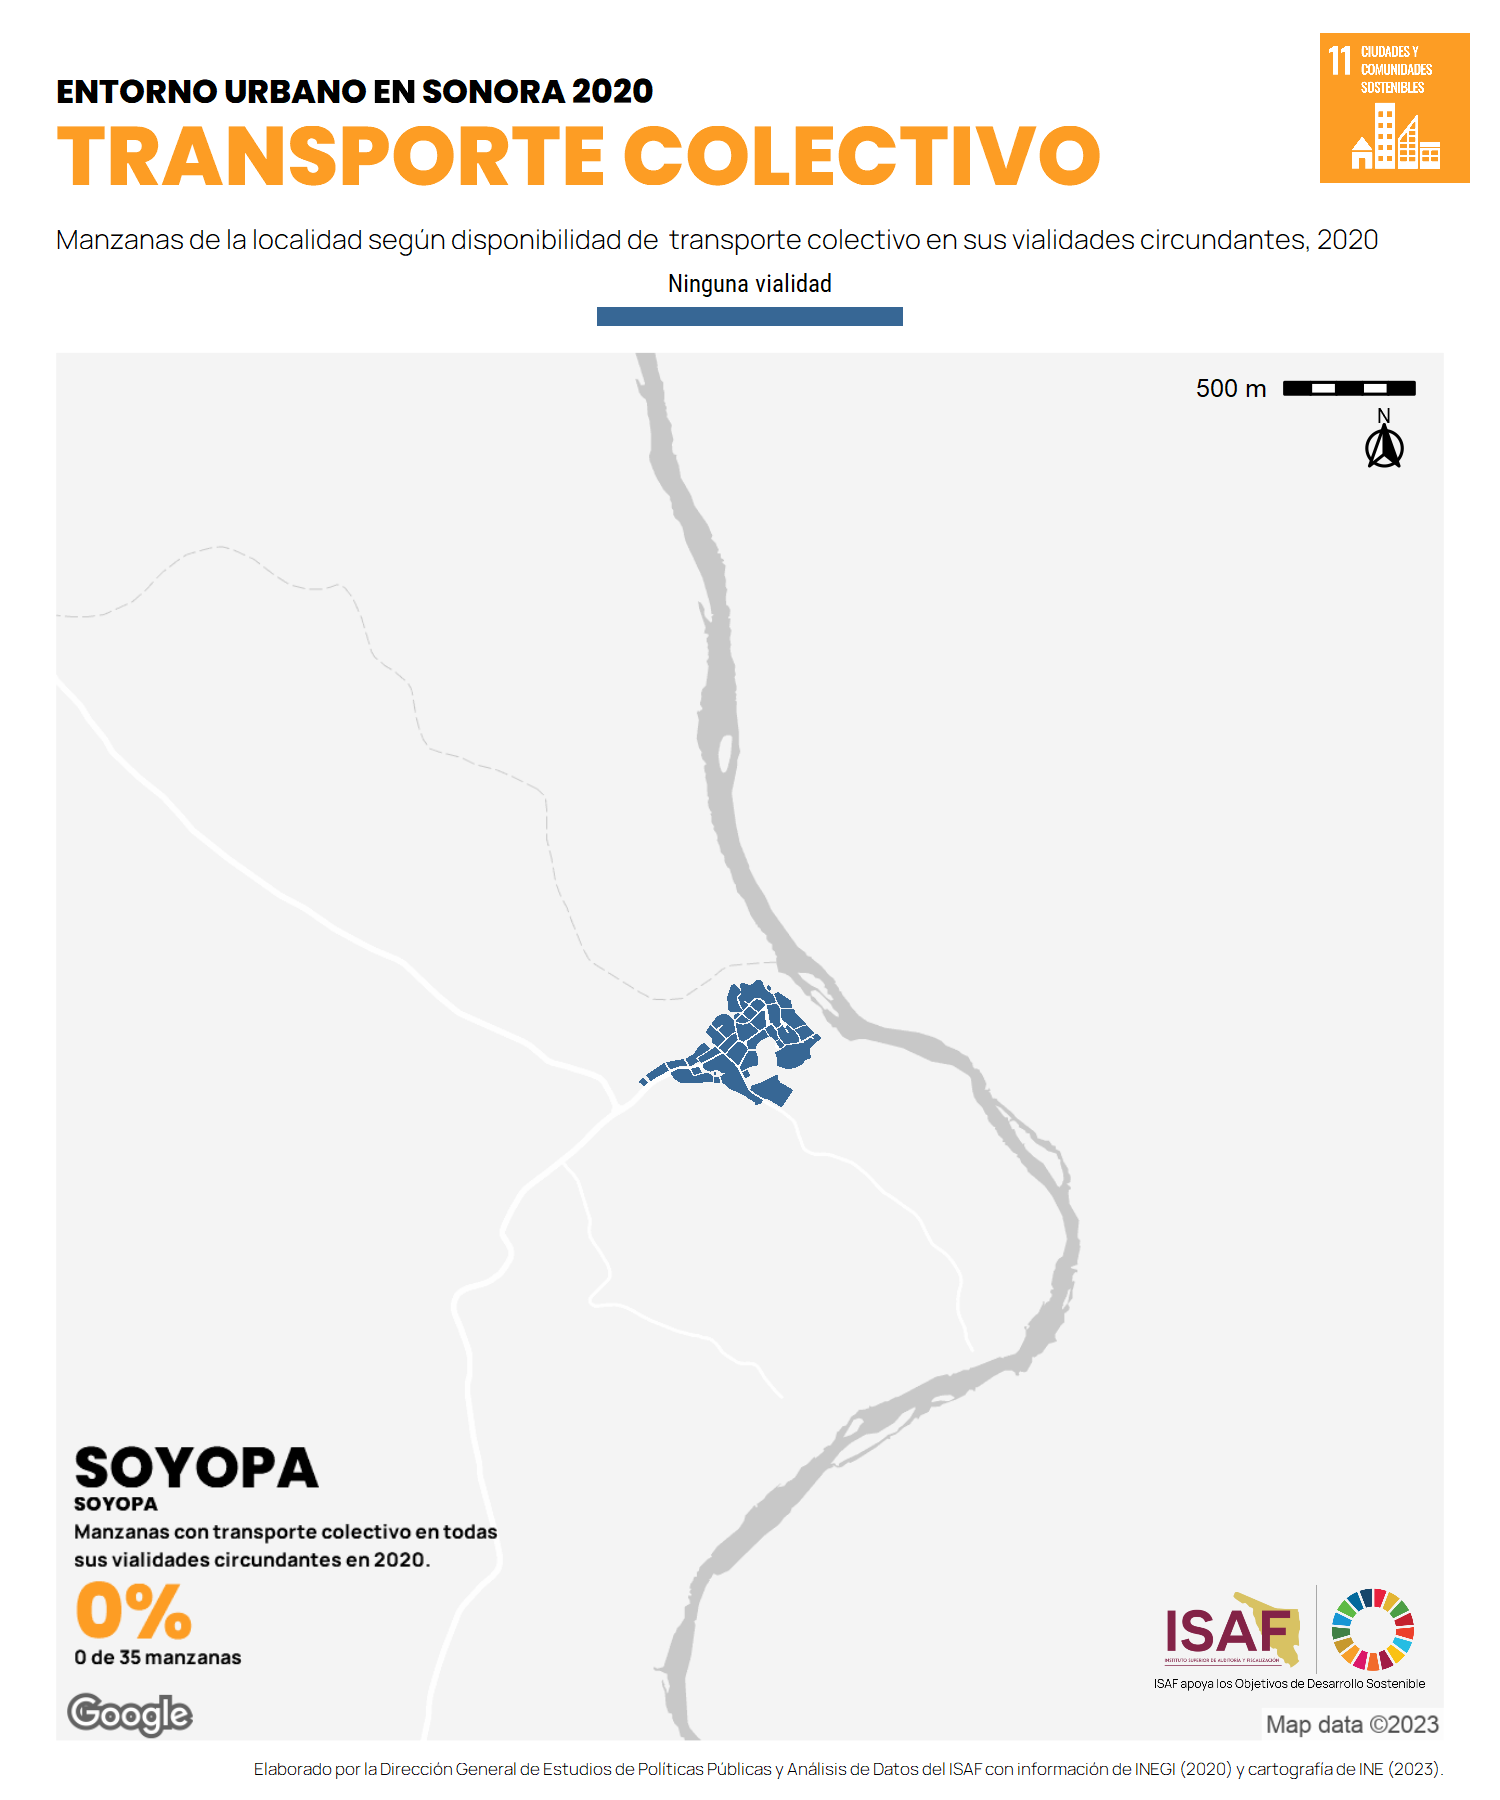 11 CIUDADES Y
COMUNIDADES
SOSTENIBLES
ENTORNO URBANO EN SONORA 2020
TRANSPORTE COLECTIVO
Manzanas de la localidad según disponibilidad de transporte colectivo en sus vialidades circundantes, 2020
Ninguna vialidad
500 m
N
SOYOPA
SOYOPA
Manzanas con transporte colectivo en todas
sus vialidades circundantes en 2020.
0%
0 de 35 manzanas
Google
ISAF
INSTITUTO SUPERIOR DE AUDITORÍA Y FISCALIZACIÓN
ISAF apoya los Objetivos de Desarrollo Sostenible
Map data ©2023
Elaborado por la Dirección General de Estudios de Políticas Públicas y Análisis de Datos del ISAF con información de INEGI (2020) y cartografía de INE (2023).